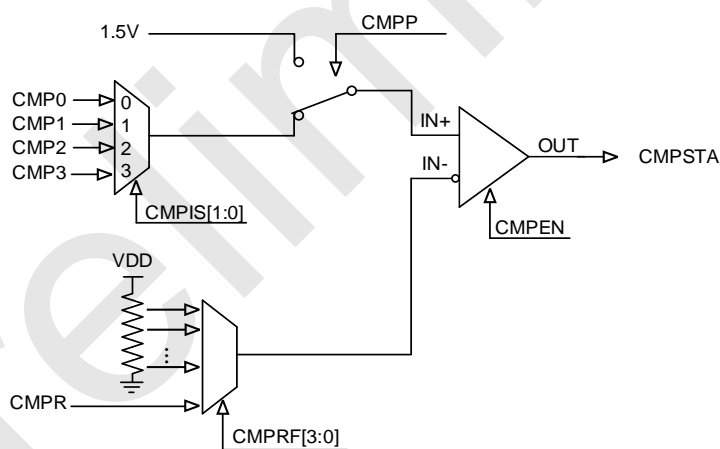 1.5V
CMPP
CMP0
CMP1
CMP2
CMP3
0
1
2
3
CMPIS[1:0]
IN+
IN-
OUT
CMPSTA
CMPEN
VDD
CMPR
CMPRF[3:0]